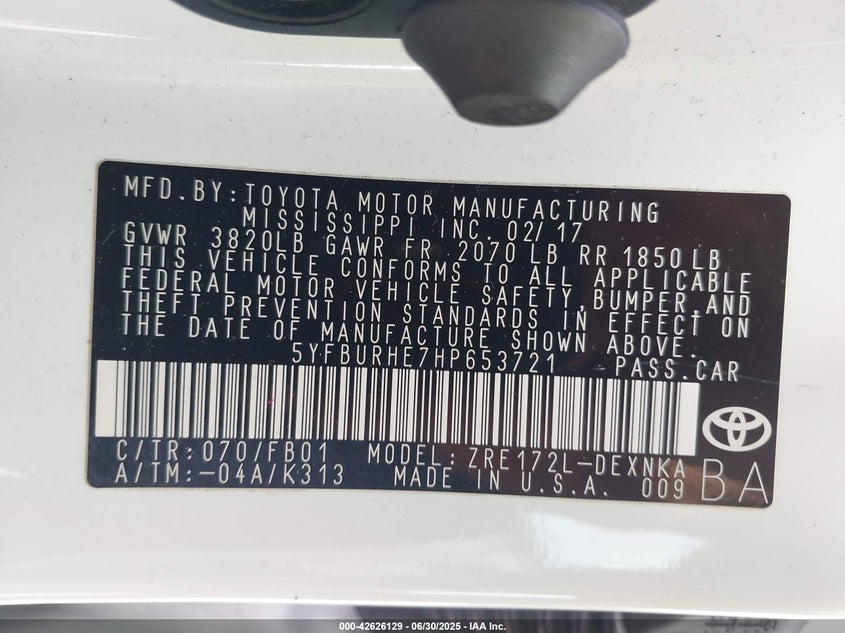 MFD.BY:TOYOTA MOTOR MANUFACTURING
MISSISSIPPI INC. 02/17
GVWR 3820LB GAWR FR 2070 LB RR 1850 LB
THIS VEHICLE CONFORMS TO ALL APPLICABLE
FEDERAL MOTOR VEHICLE SAFETY,BUMPER,AND
THEFT PREVENTION STANDARDS IN EFFECT ON
THE DATE OF MANUFACTURE SHOWN ABOVE.
5YFBURHE7HP653721 PASS.CAR
C/TR:070/FB01 MODEL:ZRE172L-DEXNKA
A/TM:-04A/K313 MADE IN U.S.A. 009 BA
000-42626129 - 06/30/2025 - IAA Inc.